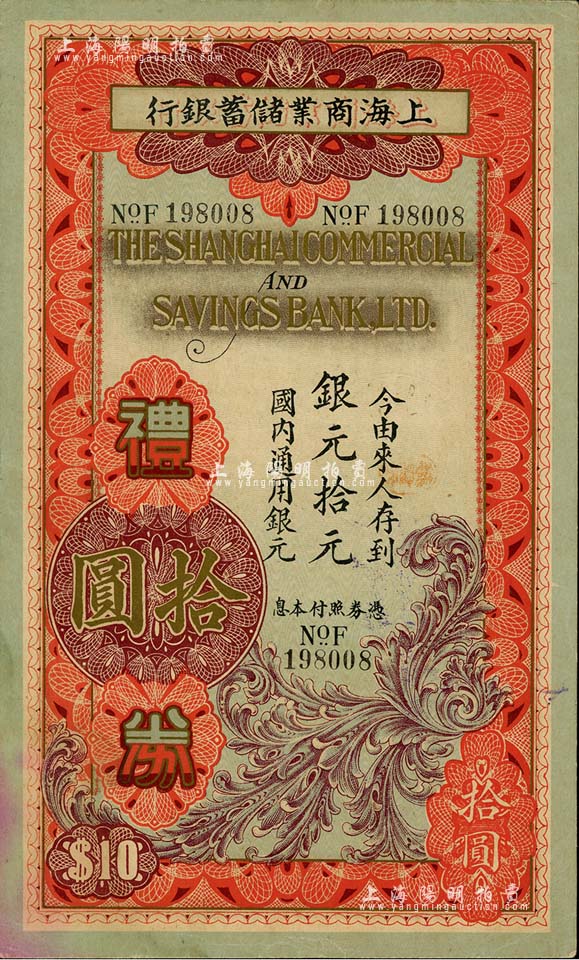 上海陽明拍賣
www.yangmingauction.com
行銀蓄儲業商海上
NO.F 198008 NO.F 198008
THE SHANGHAI COMMERCIAL
AND
SAVINGS BANK, LTD.
今由來人存到
銀元拾元
國內通用銀元
上海陽明拍賣
www.yangmingauction.com
息本付照券憑
NO.F
198008
禮
圓拾
券
拾圓
$10
上海陽明拍賣
www.yangmingauction.com